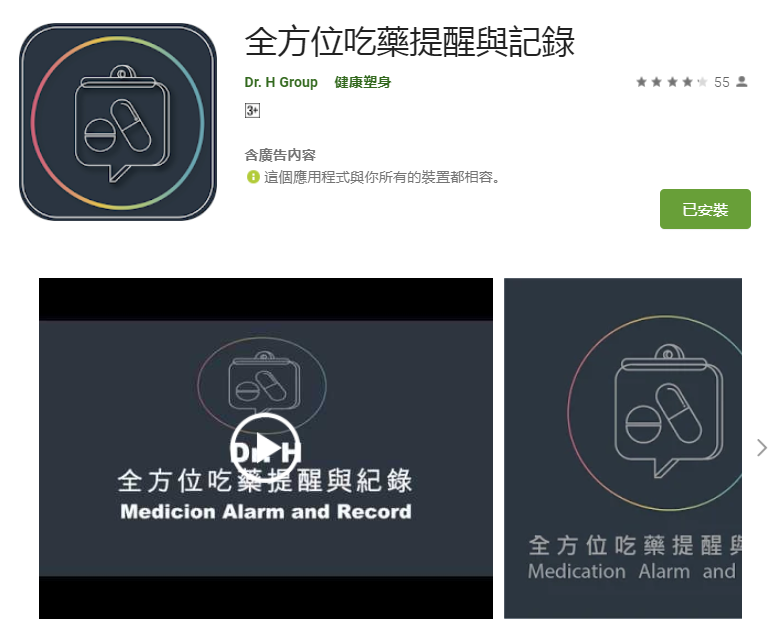 全方位吃藥提醒與記錄
Dr. H Group 健康塑身
55
3+
含廣告內容
這個應用程式與你所有的裝置都相容。
已安裝
Dr. H
全方位吃藥提醒與紀錄
Medicion Alarm and Record
全方位吃藥提醒
Medication Alarm and